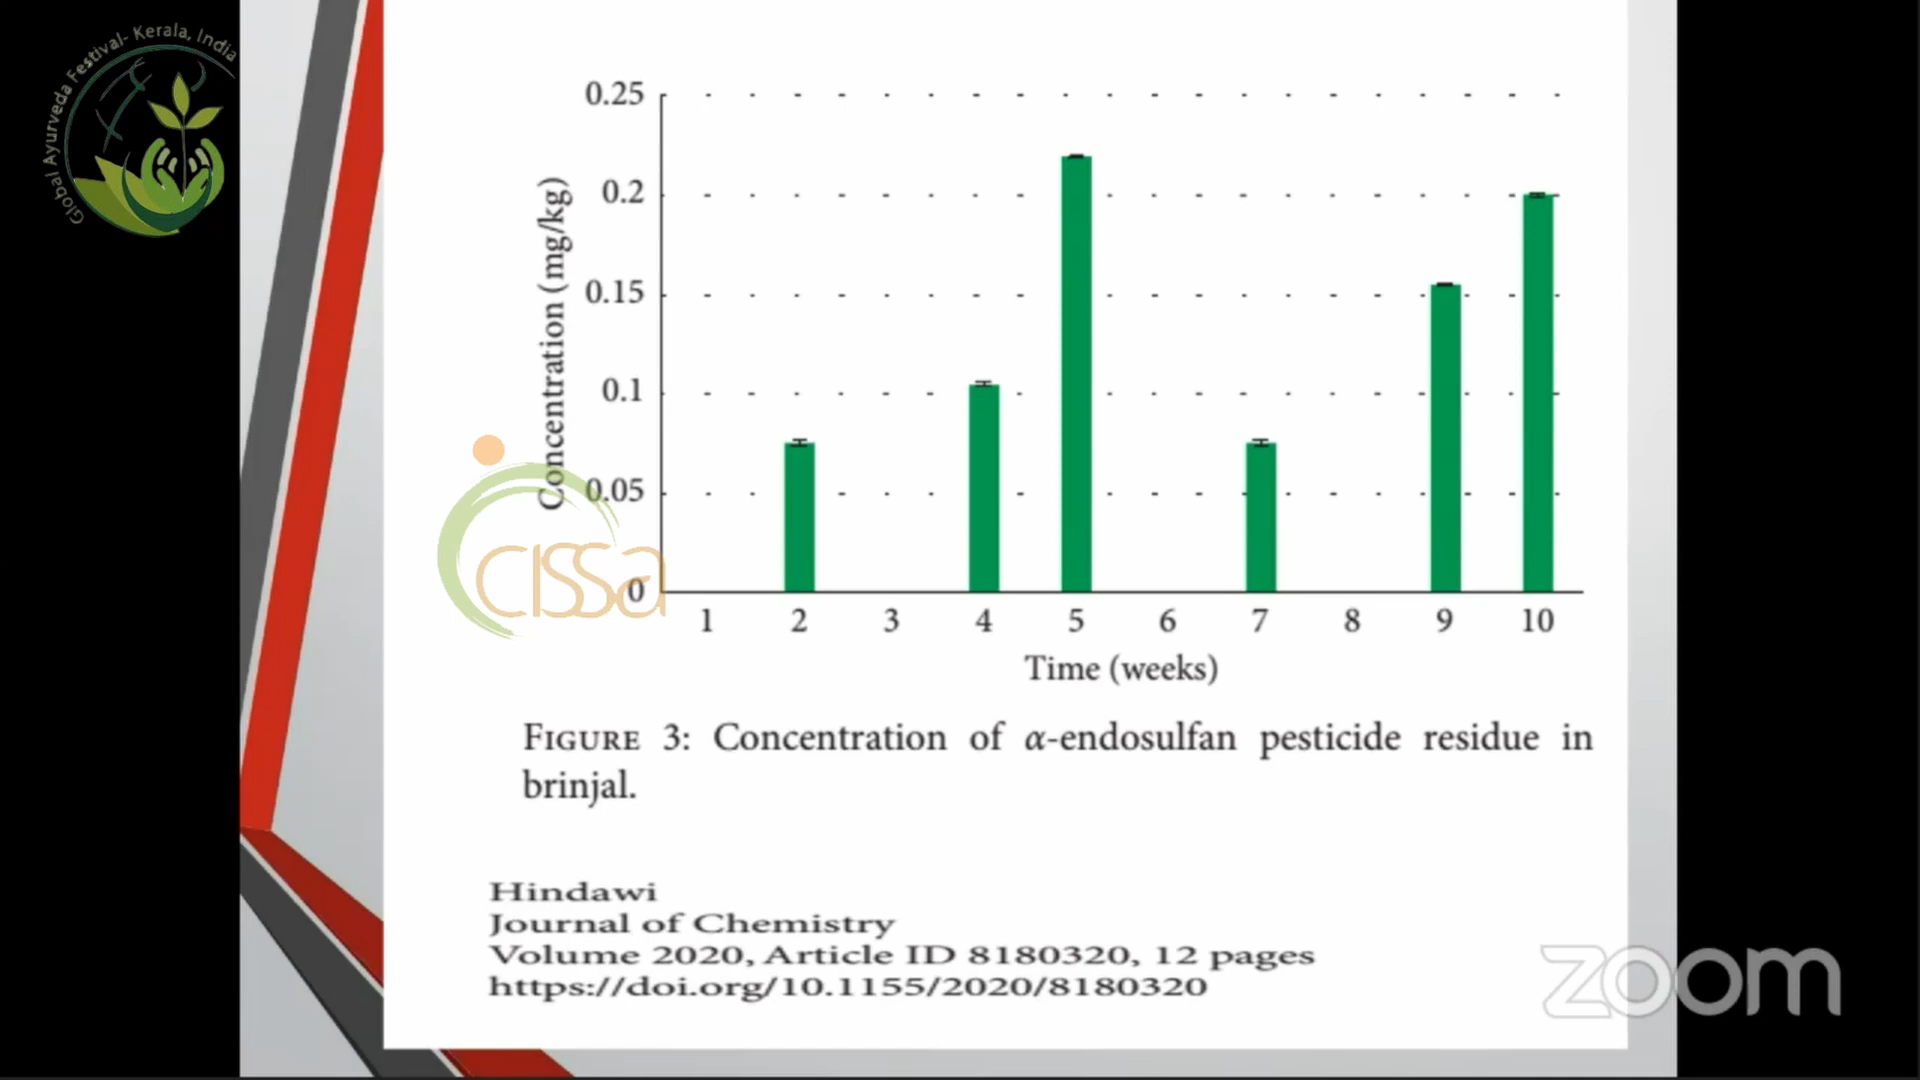 Global Ayurveda Festival- Kerala, India
0.25
0.2
0.15
0.1
0.05
0
Concentration (mg/kg)
cissa
1 2 3 4 5 6 7 8 9 10
Time (weeks)
FIGURE 3: Concentration of α-endosulfan pesticide residue in
brinjal.
Hindawi
Journal of Chemistry
Volume 2020, Article ID 8180320, 12 pages
https://doi.org/10.1155/2020/8180320
zoom